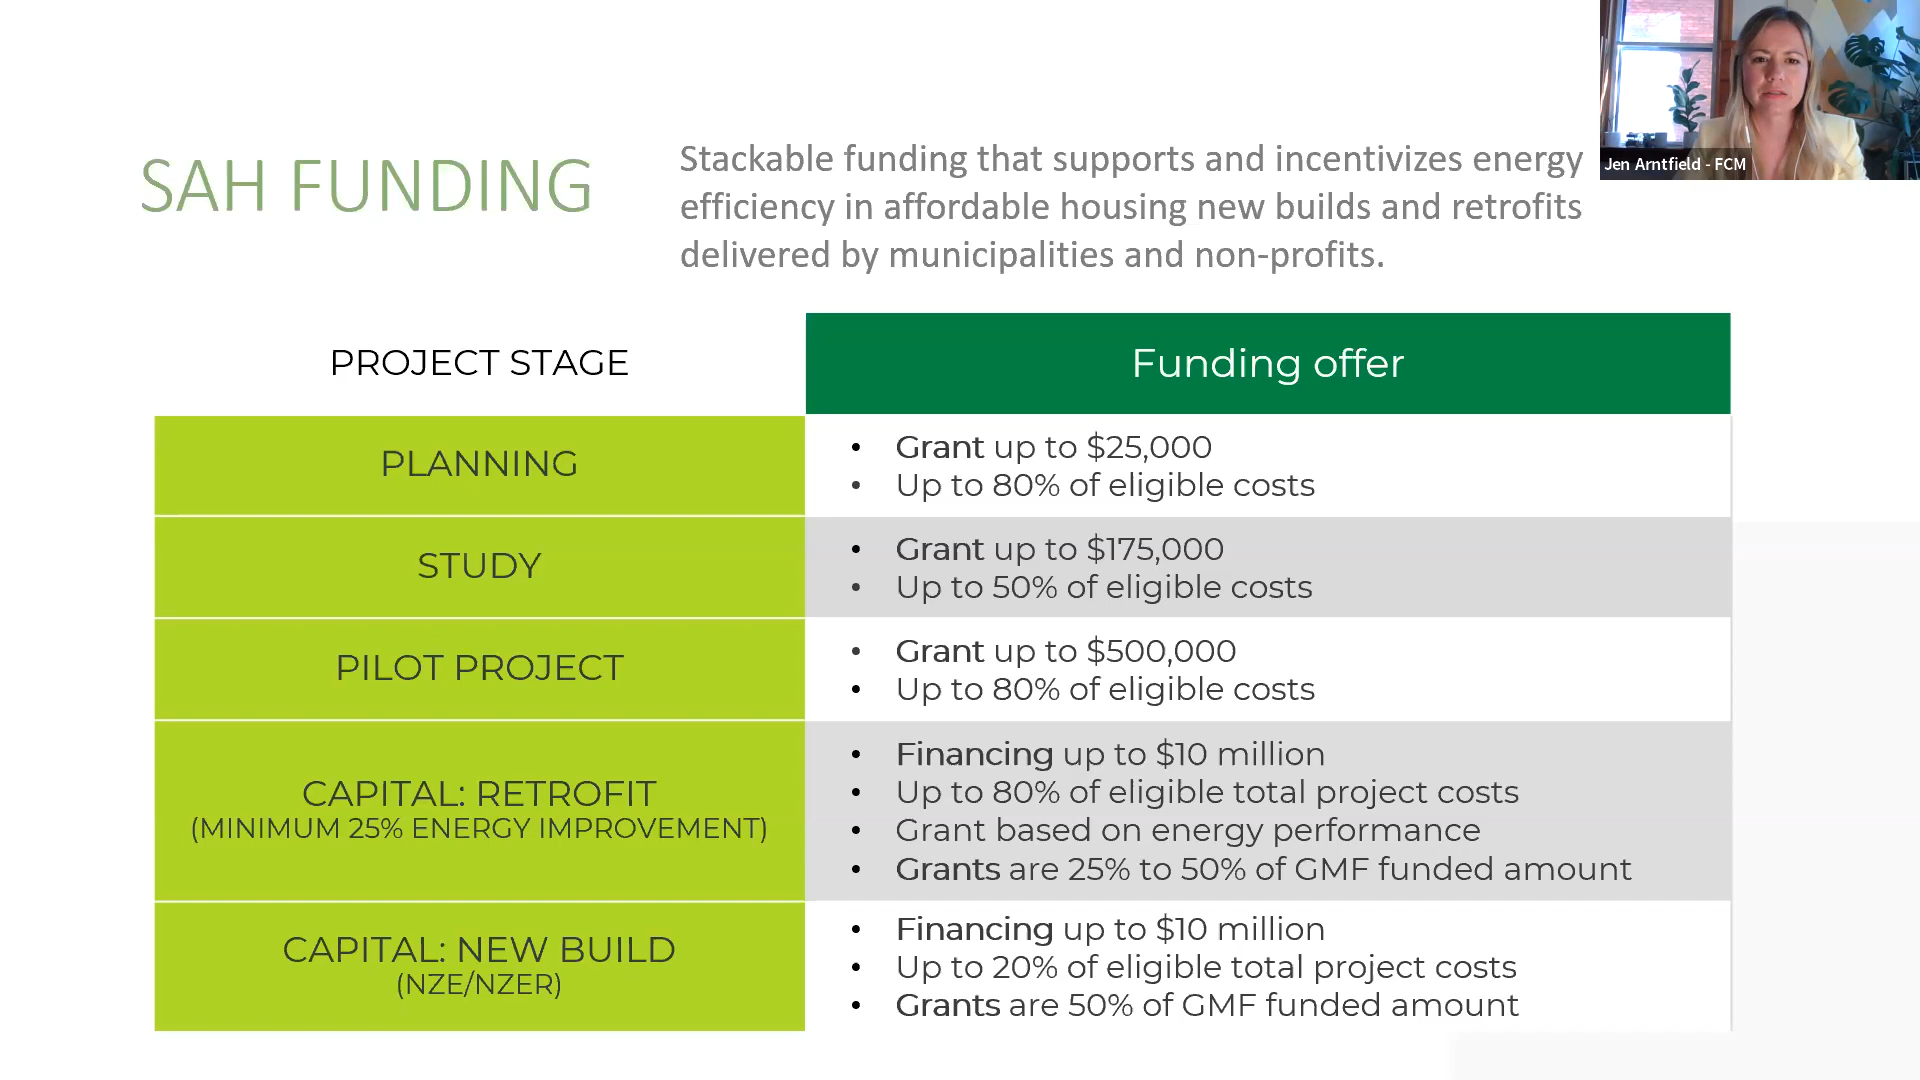 SAH FUNDING
Stackable funding that supports and incentivizes energy
efficiency in affordable housing new builds and retrofits
delivered by municipalities and non-profits.
Jen Arntfield - FCM
PROJECT STAGE
Funding offer
PLANNING
• Grant up to $25,000
• Up to 80% of eligible costs
STUDY
• Grant up to $175,000
• Up to 50% of eligible costs
PILOT PROJECT
• Grant up to $500,000
• Up to 80% of eligible costs
CAPITAL: RETROFIT
(MINIMUM 25% ENERGY IMPROVEMENT)
• Financing up to $10 million
• Up to 80% of eligible total project costs
• Grant based on energy performance
• Grants are 25% to 50% of GMF funded amount
CAPITAL: NEW BUILD
(NZE/NZER)
• Financing up to $10 million
• Up to 20% of eligible total project costs
• Grants are 50% of GMF funded amount